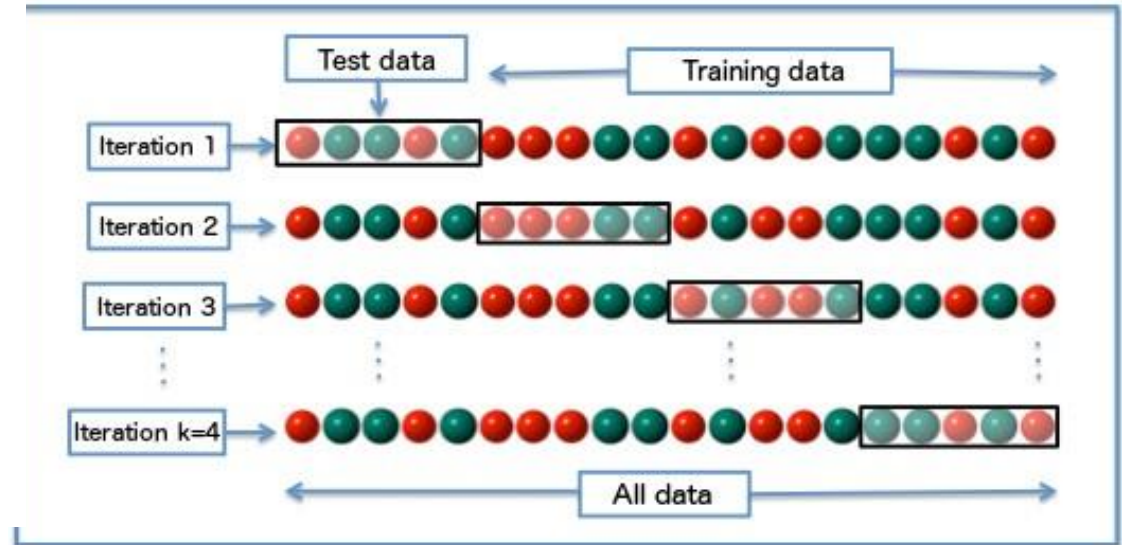 Test data
Training data
Iteration 1
Iteration 2
Iteration 3
Iteration k=4
All data